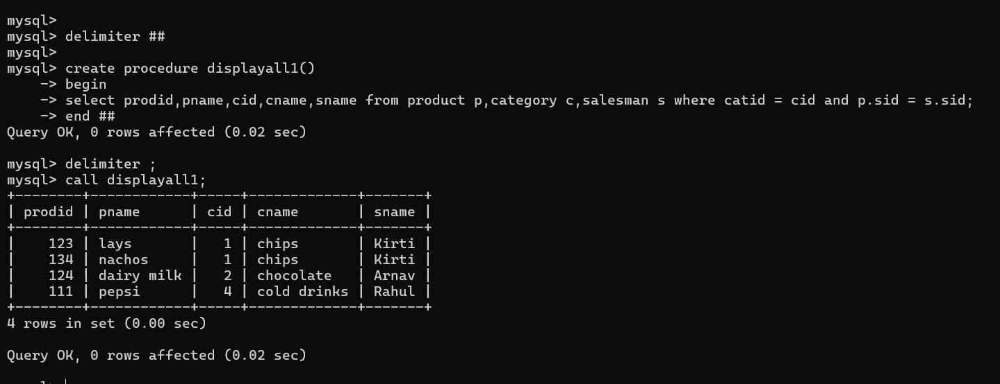 mysql>
mysql> delimiter ##
mysql>
mysql> create procedure displayall1()
    -> begin
    -> select prodid,pname,cid,cname,sname from product p,category c,salesman s where catid = cid and p.sid = s.sid;
    -> end ##
Query OK, 0 rows affected (0.02 sec)

mysql> delimiter ;
mysql> call displayall1;
+--------+------------+-----+-------------+-------+
| prodid | pname      | cid | cname       | sname |
+--------+------------+-----+-------------+-------+
|    123 | lays       |   1 | chips       | Kirti |
|    134 | nachos     |   1 | chips       | Kirti |
|    124 | dairy milk |   2 | chocolate   | Arnav |
|    111 | pepsi      |   4 | cold drinks | Rahul |
+--------+------------+-----+-------------+-------+
4 rows in set (0.00 sec)

Query OK, 0 rows affected (0.02 sec)